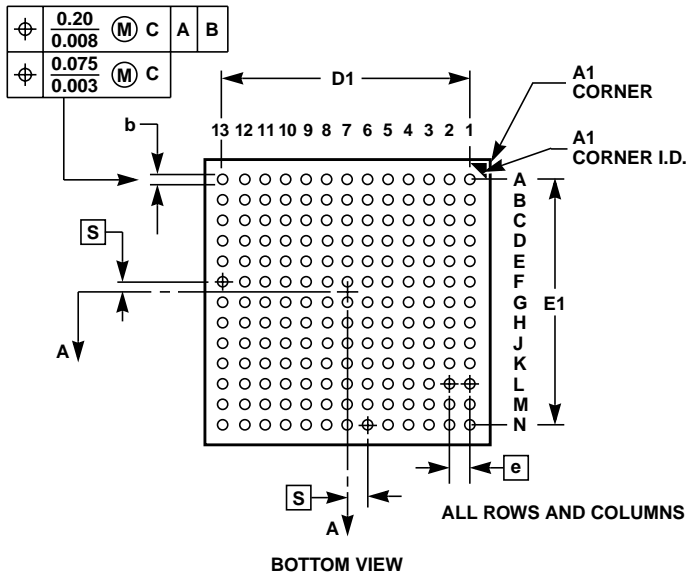 ⌖ 0.20 Ⓜ C A B
0.008
⌖ 0.075 Ⓜ C
0.003
D1
A1
CORNER
b
13 12 11 10 9 8 7 6 5 4 3 2 1
A1
CORNER I.D.
A
B
C
D
E
F
G
H
J
K
L
M
N
S
E1
A
e
S
A
ALL ROWS AND COLUMNS
BOTTOM VIEW